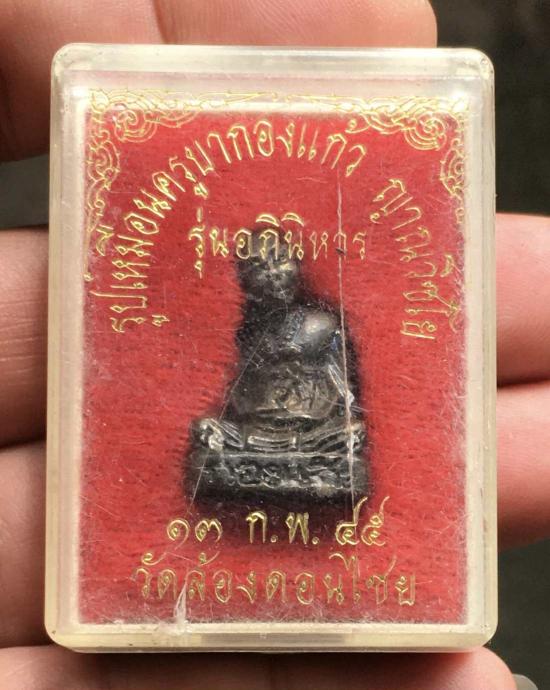 รูปเหมือนครูบากองแก้ว ญาณวิชโย
รุ่นอภินิหาร
๑๓ ก.พ. ๔๕
วัดล้องดอนไชย